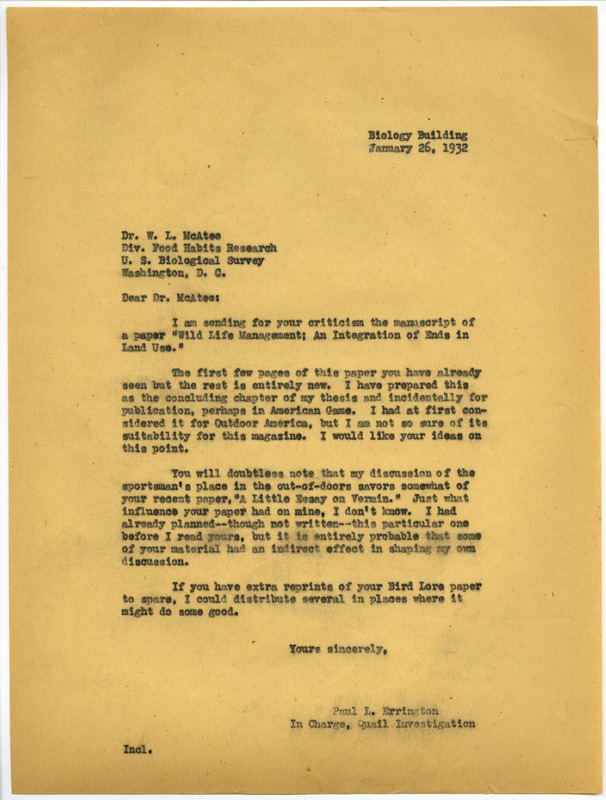 Biology Building
January 26, 1932
Dr. W. L. McAtee
Div. Food Habits Research
U. S. Biological Survey
Washington, D. C.
Dear Dr. McAtee:
I am sending for your criticism the manuscript of
a paper "Wild Life Management; An Integration of Ends in
Land Use."
The first few pages of this paper you have already
seen but the rest is entirely new. I have prepared this
as the concluding chapter of my thesis and incidentally for
publication, perhaps in American Game. I had at first con-
sidered it for Outdoor America, but I am not so sure of its
suitability for this magazine. I would like your ideas on
this point.
You will doubtless note that my discussion of the
sportsman's place in the out-of-doors savors somewhat of
your recent paper,"A Little Essay on Vermin." Just what
influence your paper had on mine, I don't know. I had
already planned--though not written--this particular one
before I read yours, but it is entirely probable that some
of your material had an indirect effect in shaping my own
discussion.
If you have extra reprints of your Bird Lore paper
to spare, I could distribute several in places where it
might do some good.
Yours sincerely,
Paul L. Errington
In Charge, Quail Investigation
Incl.